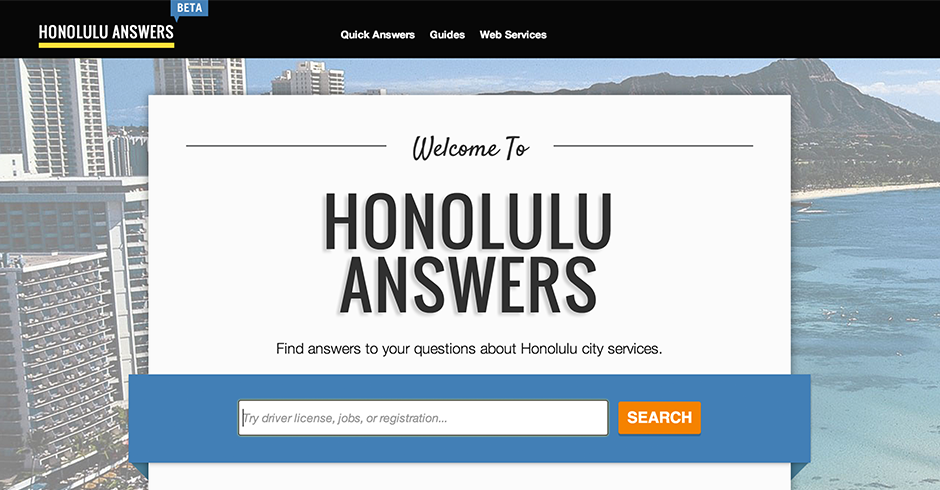 BETA
HONOLULU ANSWERS
Quick Answers Guides Web Services
Welcome To
HONOLULU
ANSWERS
Find answers to your questions about Honolulu city services.
Try driver license, jobs, or registration...
SEARCH